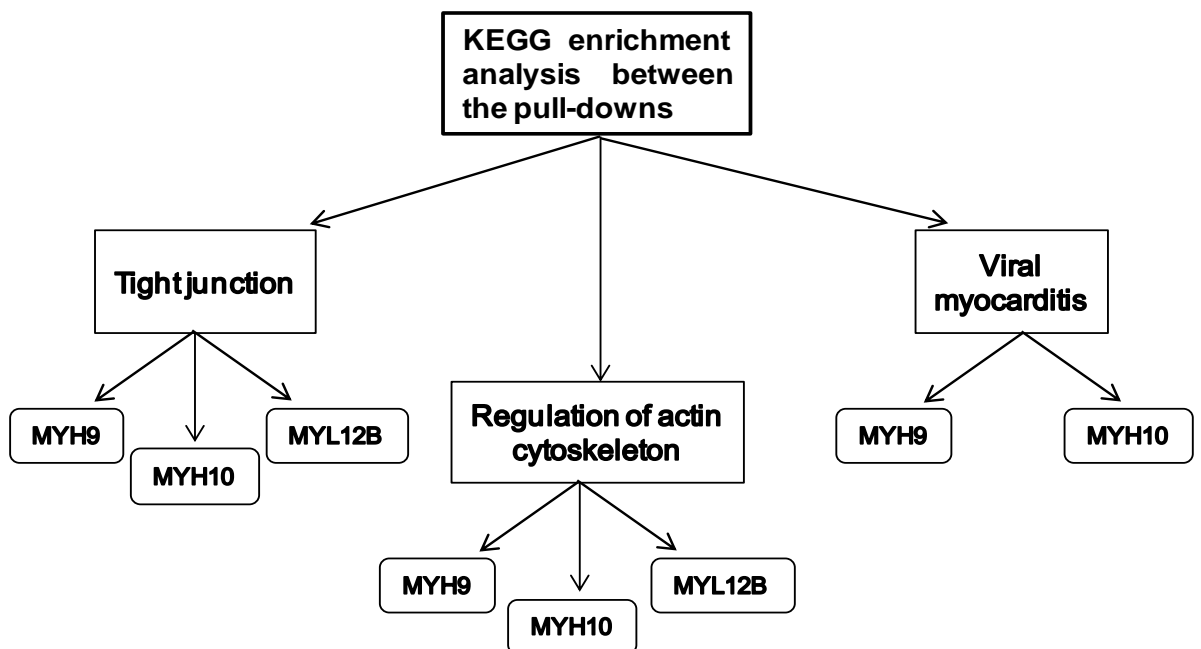 KEGG enrichment
analysis between
the pull-downs
Tight junction
MYH9
MYH10
MYL12B
Regulation of actin
cytoskeleton
MYH9
MYH10
MYL12B
Viral
myocarditis
MYH9
MYH10